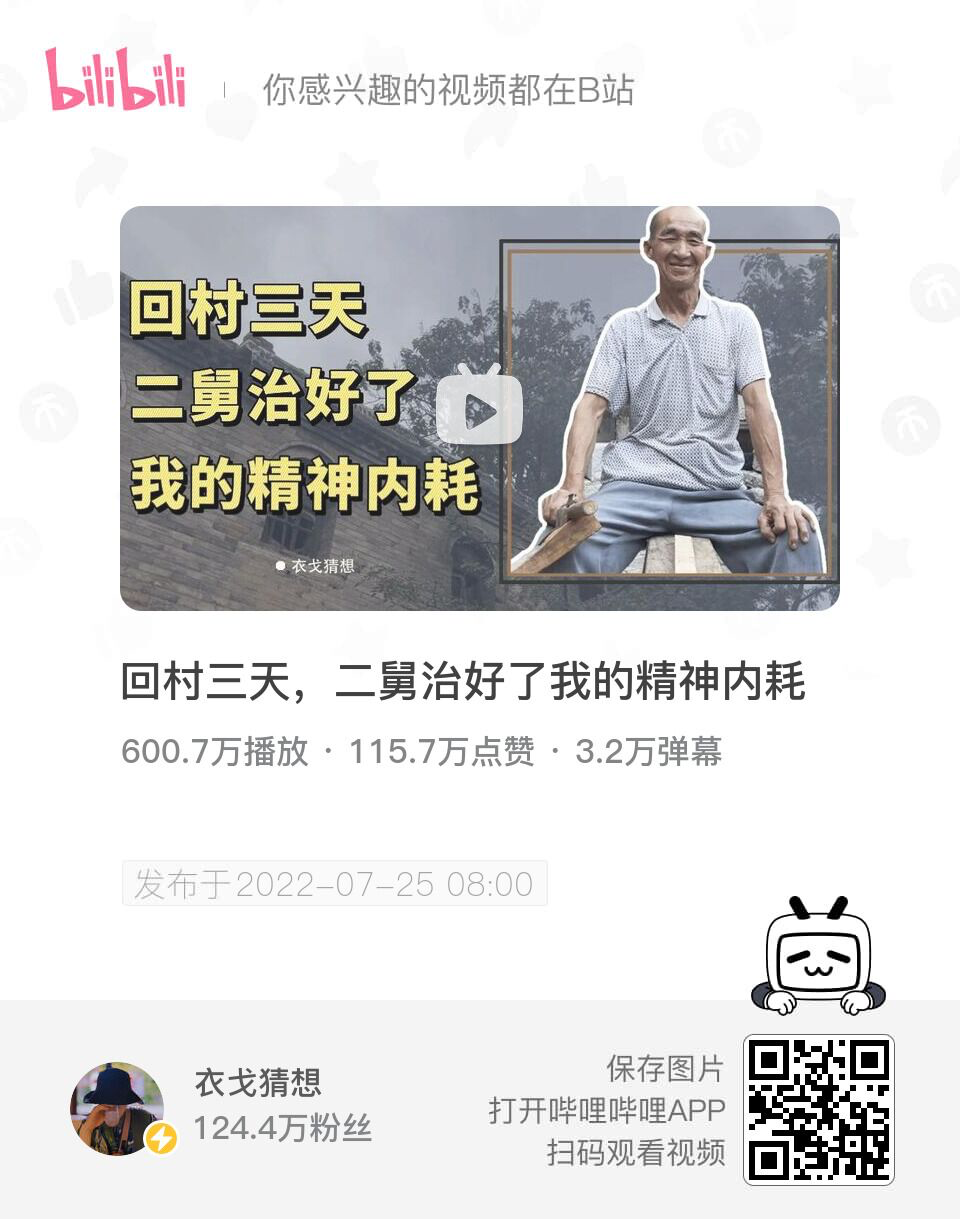 bilibili
你感兴趣的视频都在B站
回村三天
二舅治好了
我的精神内耗
衣戈猜想
回村三天，二舅治好了我的精神内耗
600.7万播放 · 115.7万点赞 · 3.2万弹幕
发布于2022-07-25 08:00
衣戈猜想
124.4万粉丝
保存图片
打开哔哩哔哩APP
扫码观看视频